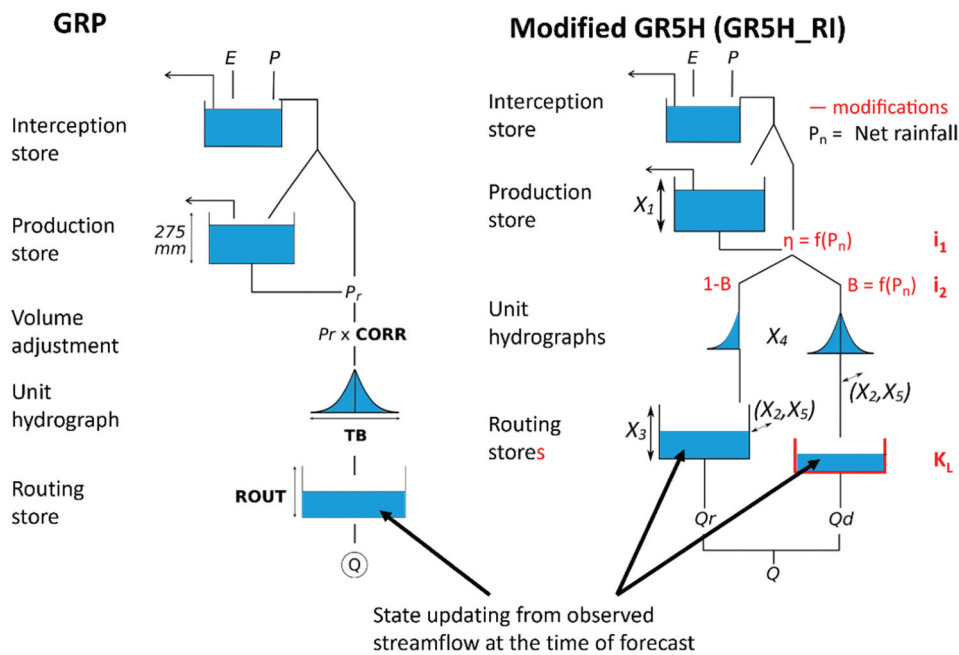 GRP
E P
Interception
store
Production
store
275
mm
Pr
Volume
adjustment
Pr x CORR
Unit
hydrograph
TB
Routing
store
ROUT
Q
Modified GR5H (GR5H_RI)
E P
Interception
store
— modifications
Pn = Net rainfall
Production
store
X1
η = f(Pn) i1
1-B B = f(Pn) i2
Unit
hydrographs
X4
(X2,X5)
Routing
stores
X3
(X2,X5)
KL
Qr Qd
Q
State updating from observed
streamflow at the time of forecast